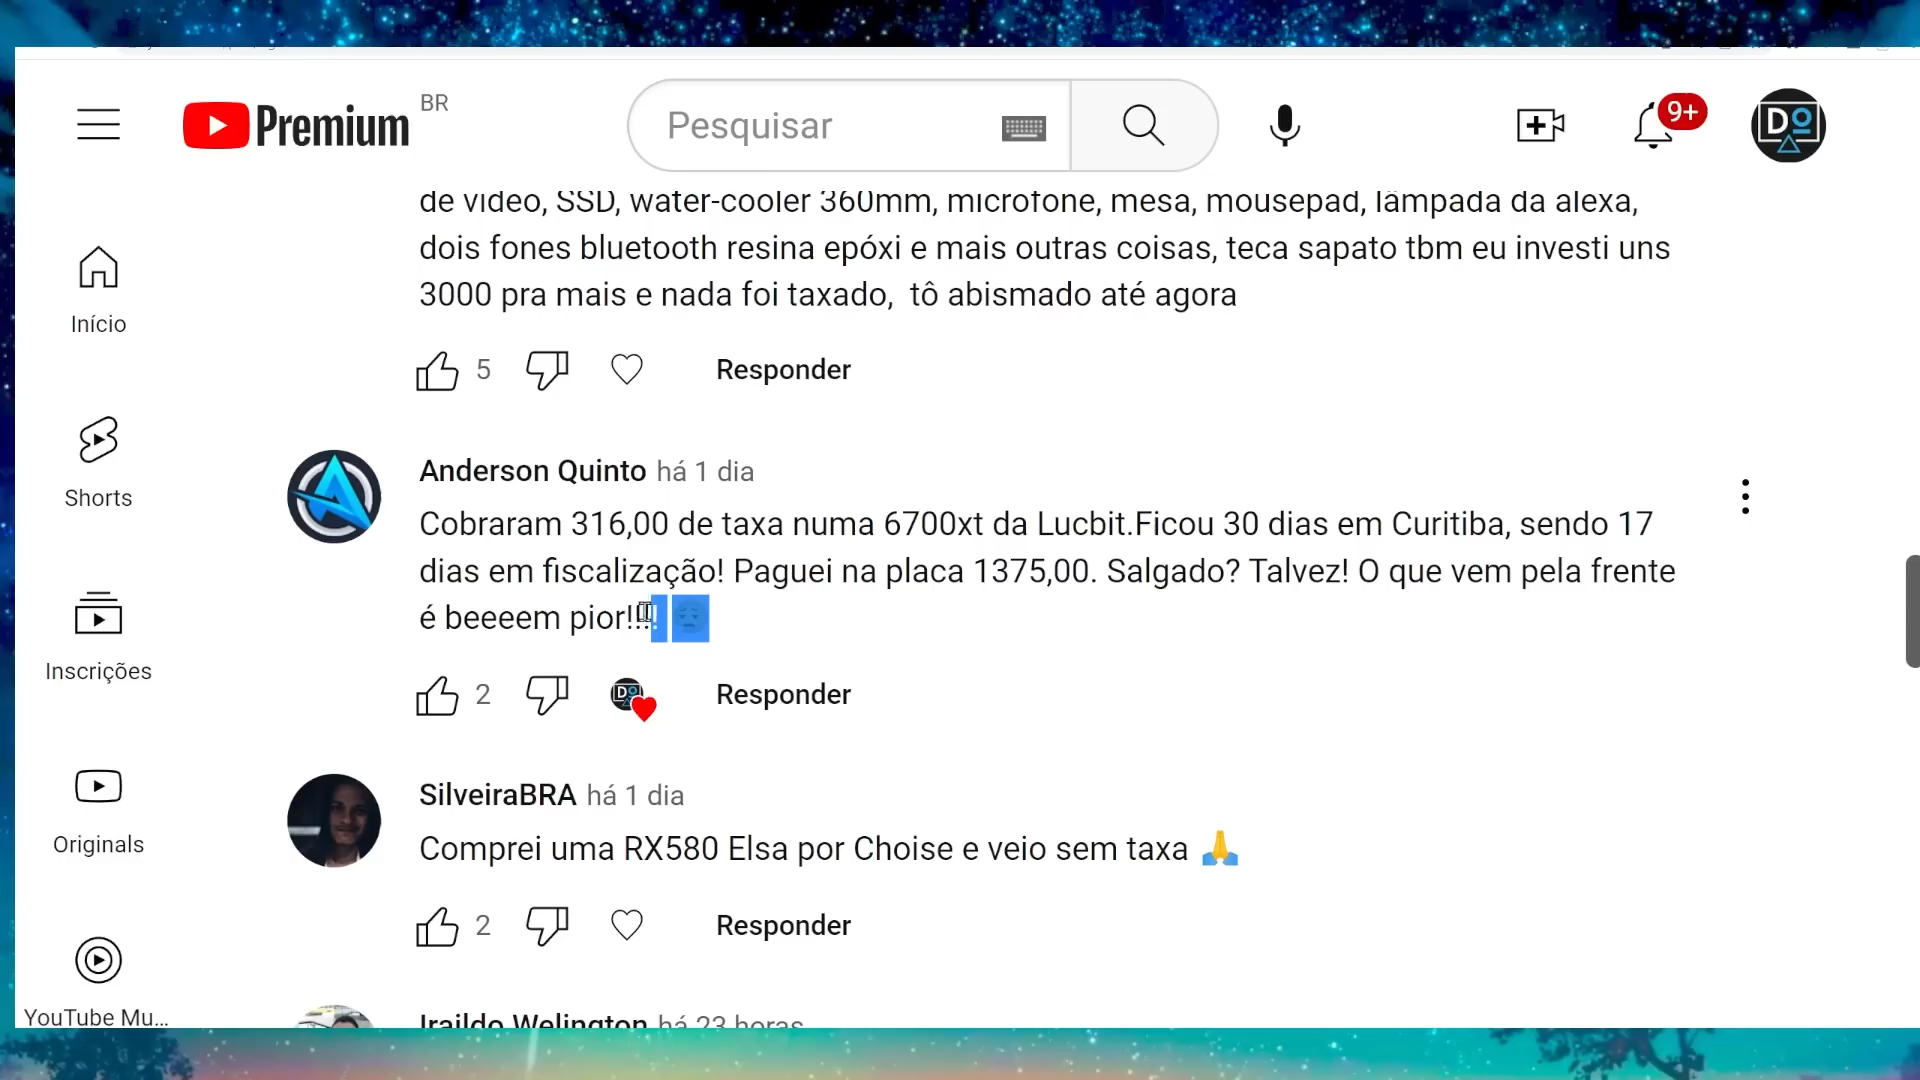 Premium BR
Pesquisar
9+
DO
de vídeo, SSD, water-cooler 360mm, microfone, mesa, mousepad, lâmpada da alexa,
dois fones bluetooth resina epóxi e mais outras coisas, teca sapato tbm eu investi uns
3000 pra mais e nada foi taxado, tô abismado até agora
5 Responder
Anderson Quinto há 1 dia
Cobraram 316,00 de taxa numa 6700xt da Lucbit.Ficou 30 dias em Curitiba, sendo 17
dias em fiscalização! Paguei na placa 1375,00. Salgado? Talvez! O que vem pela frente
é beeeem pior!!!! 😔
2 Responder
SilveiraBRA há 1 dia
Comprei uma RX580 Elsa por Choise e veio sem taxa 🙏
2 Responder
Iraildo Welington há 23 horas
Início
Shorts
Inscrições
Originals
YouTube Mu...